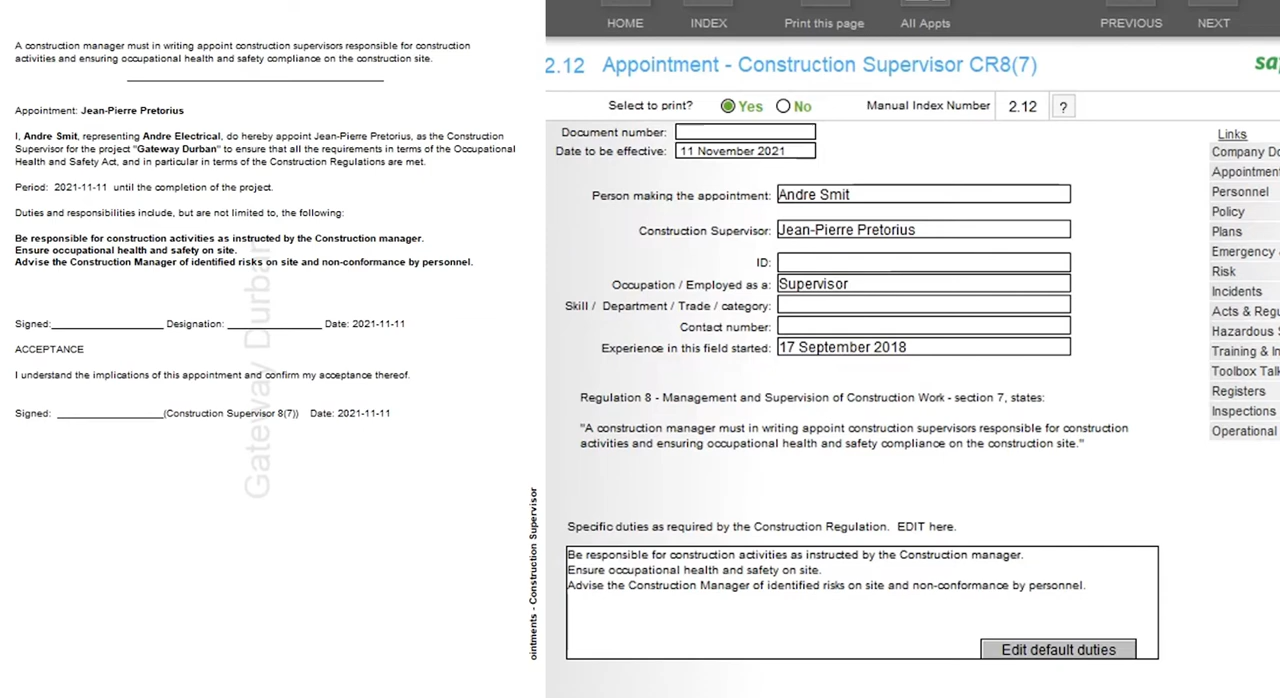 A construction manager must in writing appoint construction supervisors responsible for construction
activities and ensuring occupational health and safety compliance on the construction site.
Appointment: Jean-Pierre Pretorius
I, Andre Smit, representing Andre Electrical, do hereby appoint Jean-Pierre Pretorius, as the Construction
Supervisor for the project "Gateway Durban" to ensure that all the requirements in terms of the Occupational
Health and Safety Act, and in particular in terms of the Construction Regulations are met.
Period: 2021-11-11 until the completion of the project.
Duties and responsibilities include, but are not limited to, the following:
Be responsible for construction activities as instructed by the Construction manager.
Ensure occupational health and safety on site.
Advise the Construction Manager of identified risks on site and non-conformance by personnel.
Signed: Designation: Date: 2021-11-11
ACCEPTANCE
I understand the implications of this appointment and confirm my acceptance thereof.
Signed: (Construction Supervisor 8(7)) Date: 2021-11-11
Gateway Durban
ointments - Construction Supervisor
HOME INDEX Print this page All Appts PREVIOUS NEXT
2.12 Appointment - Construction Supervisor CR8(7)
sa
Select to print? Yes No Manual Index Number 2.12 ?
Document number:
Date to be effective: 11 November 2021
Person making the appointment: Andre Smit
Construction Supervisor: Jean-Pierre Pretorius
ID:
Occupation / Employed as a: Supervisor
Skill / Department / Trade / category:
Contact number:
Experience in this field started: 17 September 2018
Regulation 8 - Management and Supervision of Construction Work - section 7, states:
"A construction manager must in writing appoint construction supervisors responsible for construction
activities and ensuring occupational health and safety compliance on the construction site."
Specific duties as required by the Construction Regulation. EDIT here.
Be responsible for construction activities as instructed by the Construction manager.
Ensure occupational health and safety on site.
Advise the Construction Manager of identified risks on site and non-conformance by personnel.
Edit default duties
Links
Company Do
Appointment
Personnel
Policy
Plans
Emergency
Risk
Incidents
Acts & Regu
Hazardous S
Training & In
Toolbox Talk
Registers
Inspections
Operational